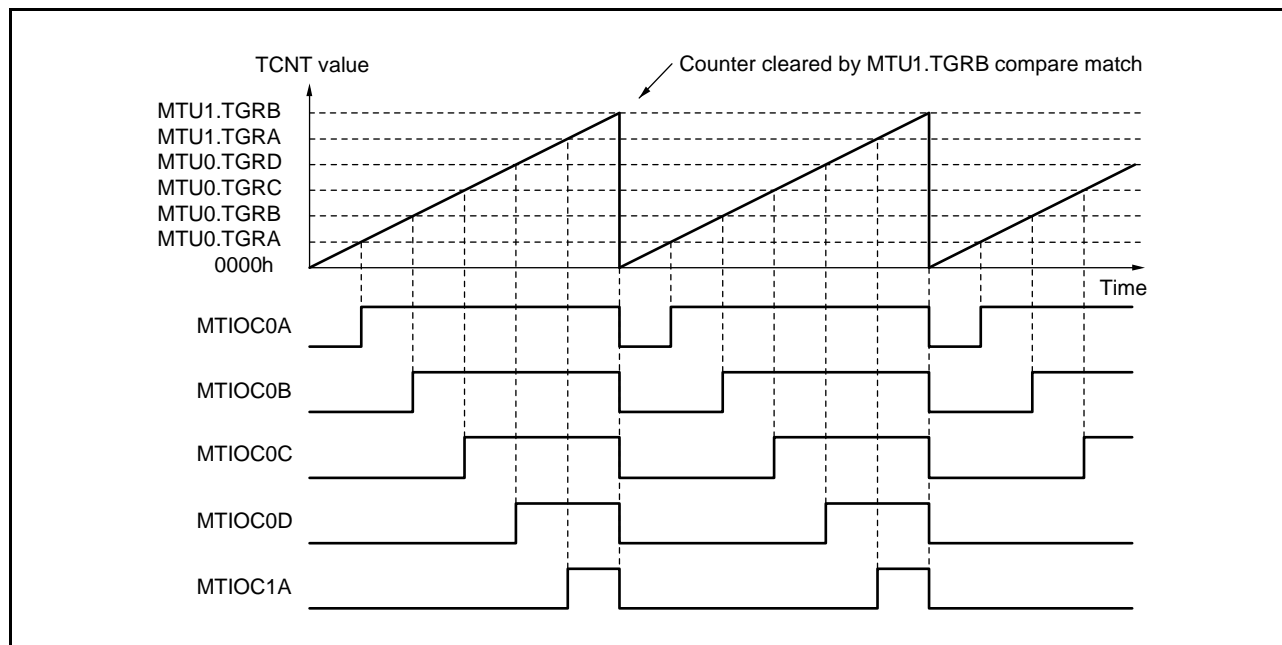 TCNT value
Counter cleared by MTU1.TGRB compare match
MTU1.TGRB
MTU1.TGRA
MTU0.TGRD
MTU0.TGRC
MTU0.TGRB
MTU0.TGRA
0000h
Time
MTIOC0A
MTIOC0B
MTIOC0C
MTIOC0D
MTIOC1A